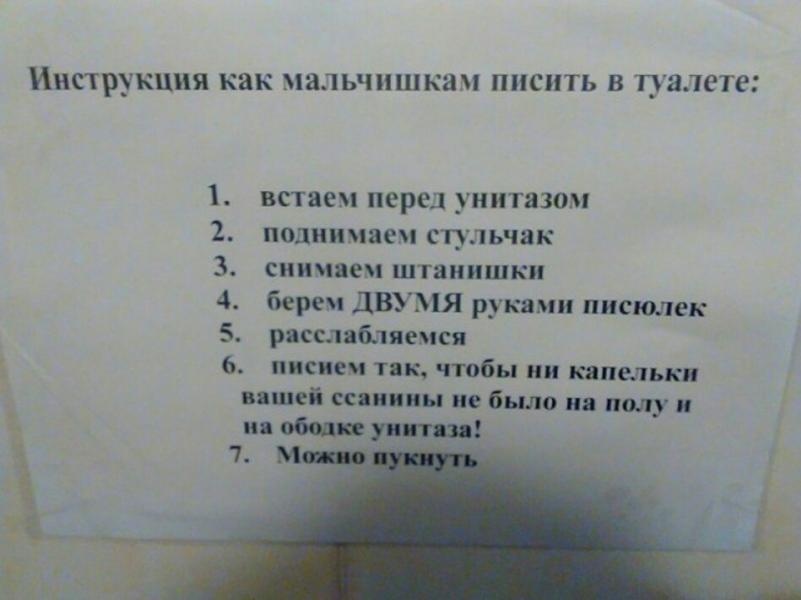 Инструкция как мальчишкам писить в туалете:
1. встаем перед унитазом
2. поднимаем стульчак
3. снимаем штанишки
4. берем ДВУМЯ руками писюлек
5. расслабляемся
6. писием так, чтобы ни капельки
вашей ссанины не было на полу и
на ободке унитаза!
7. Можно пукнуть